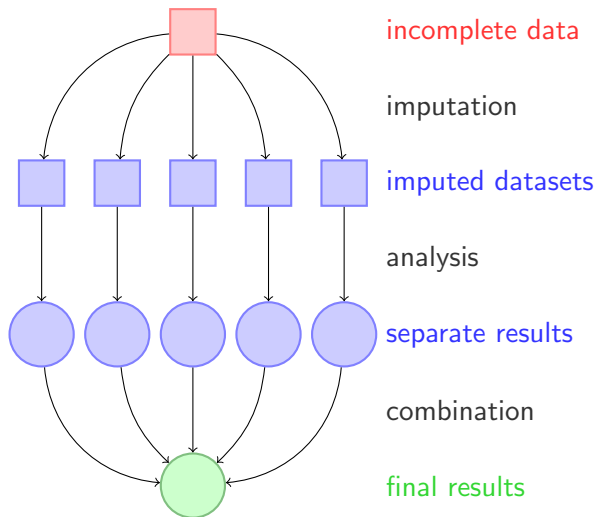 incomplete data
imputation
imputed datasets
analysis
separate results
combination
final results